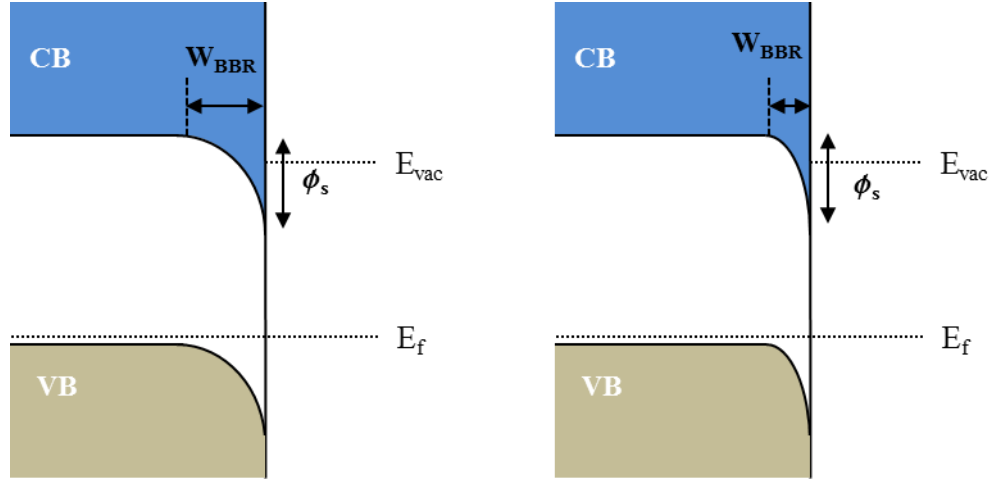 CB
W_BBR
E_vac
ϕ_s
E_f
VB
CB
W_BBR
E_vac
ϕ_s
E_f
VB